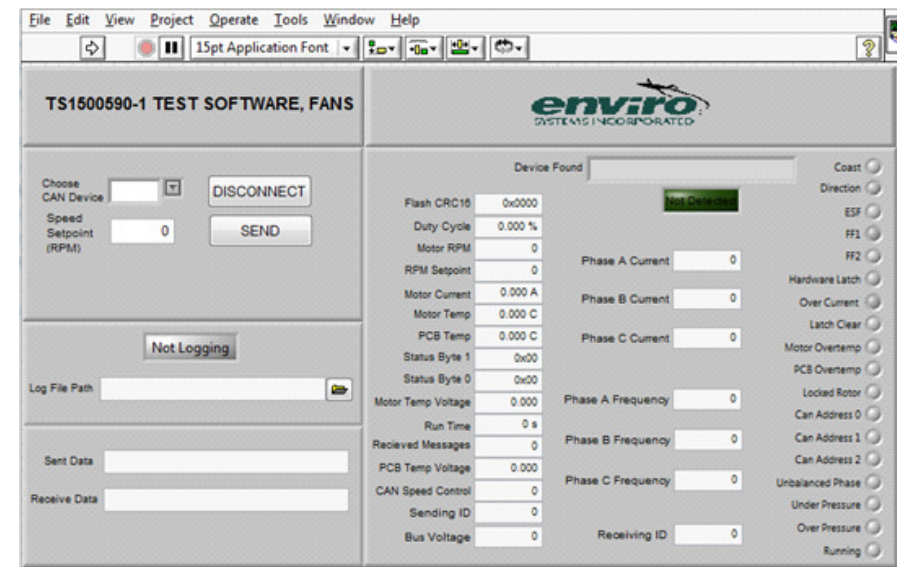 File Edit View Project Operate Tools Window Help
15pt Application Font
TS1500590-1 TEST SOFTWARE, FANS
enviro
SYSTEMS INCORPORATED
Choose
CAN Device
DISCONNECT
Speed
Setpoint
(RPM)
0
SEND
Not Logging
Log File Path
Sent Data
Receive Data
Device Found
Not Detected
Flash CRC16 0x0000
Duty Cycle 0.000 %
Motor RPM 0
RPM Setpoint 0
Motor Current 0.000 A
Motor Temp 0.000 C
PCB Temp 0.000 C
Status Byte 1 0x00
Status Byte 0 0x00
Motor Temp Voltage 0.000
Run Time 0 s
Recieved Messages 0
PCB Temp Voltage 0.000
CAN Speed Control 0
Sending ID 0
Bus Voltage 0
Phase A Current 0
Phase B Current 0
Phase C Current 0
Phase A Frequency 0
Phase B Frequency 0
Phase C Frequency 0
Receiving ID 0
Coast
Direction
ESF
FF1
FF2
Hardware Latch
Over Current
Latch Clear
Motor Overtemp
PCB Overtemp
Locked Rotor
Can Address 0
Can Address 1
Can Address 2
Unbalanced Phase
Under Pressure
Over Pressure
Running